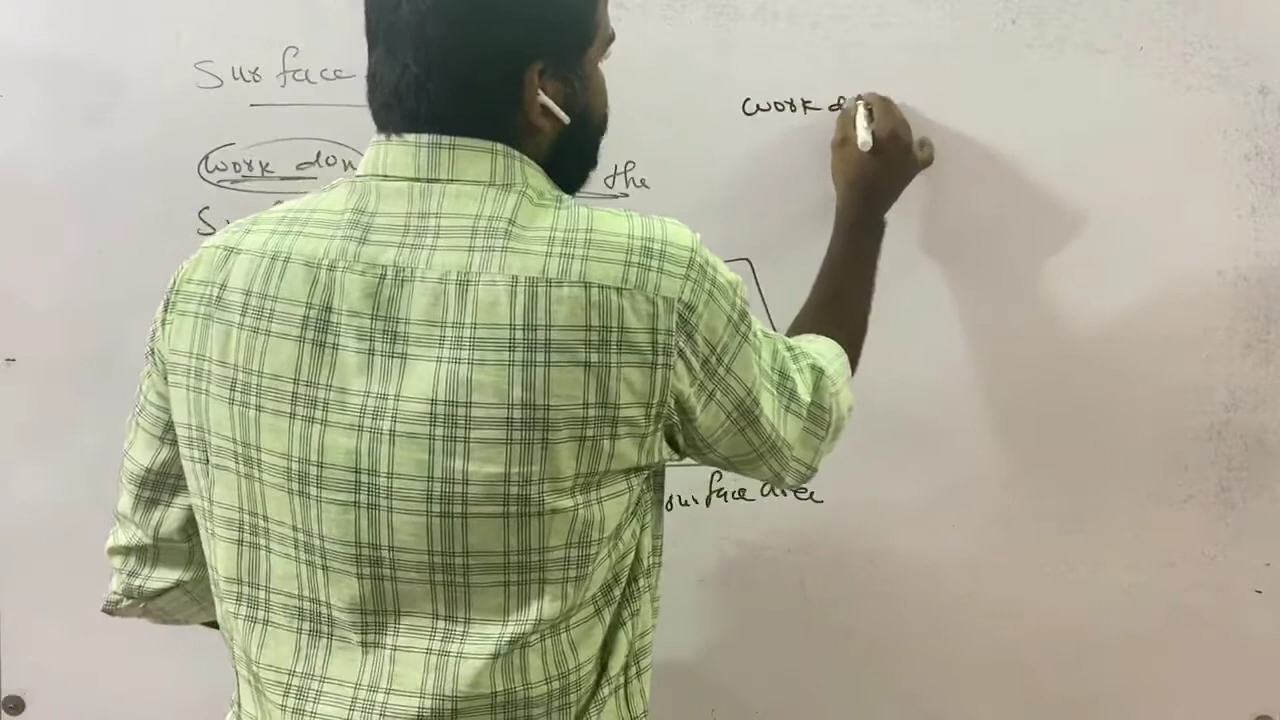 Surface
work don
the
work d
surface area